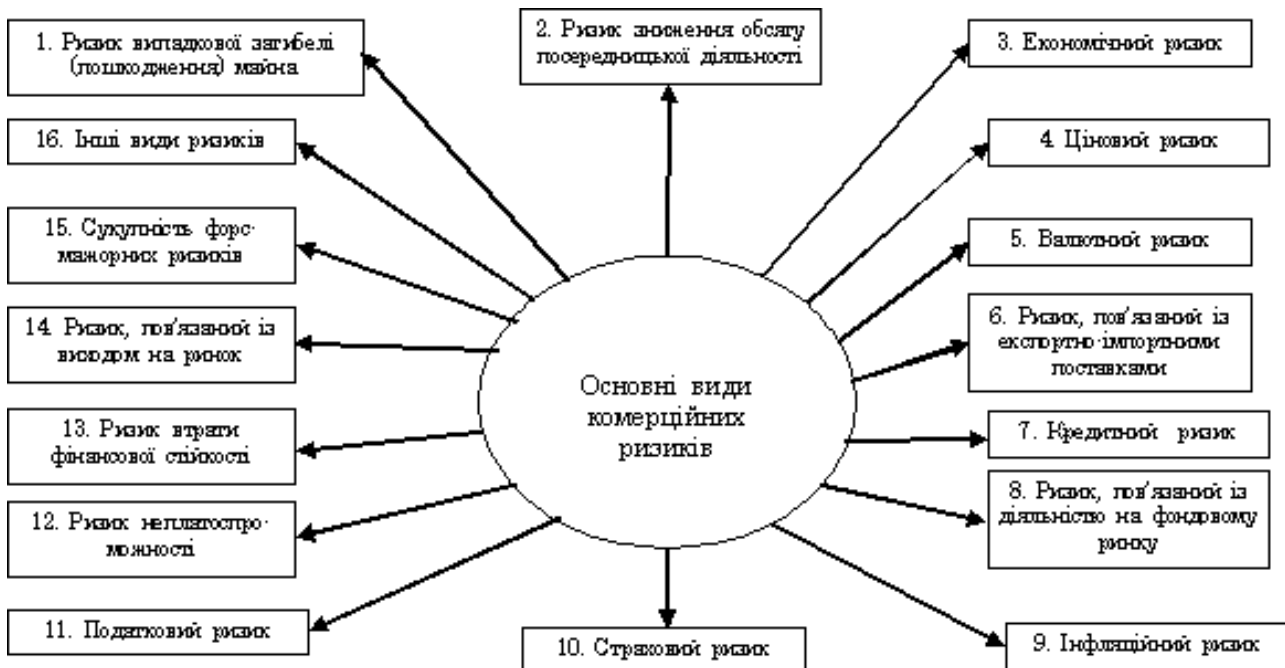 1. Ризик випадкової загибелі
(пошкодження) майна
2. Ризик зниження обсягу
посередницької діяльності
3. Економічний ризик
4. Ціновий ризик
5. Валютний ризик
6. Ризик, пов'язаний із
експортно-імпортними
поставками
7. Кредитний ризик
8. Ризик, пов'язаний із
діяльністю на фондовому
ринку
9. Інфляційний ризик
10. Страховий ризик
11. Податковий ризик
12. Ризик неплатоспро-
можності
13. Ризик втрати
фінансової стійкості
14. Ризик, пов'язаний із
виходом на ринок
15. Сукупність форс-
мажорних ризиків
16. Інші види ризиків
Основні види
комерційних
ризиків